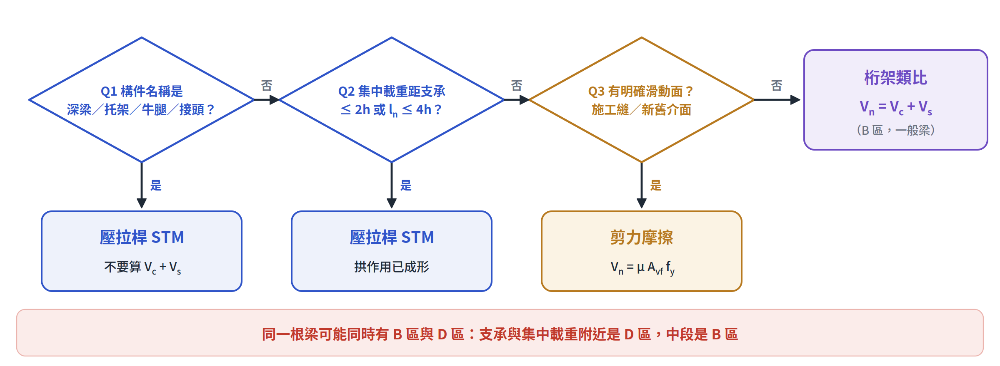 Q1 構件名稱是
深梁／托架／牛腿／接頭？
否
Q2 集中載重距支承
≤ 2h 或 lₙ ≤ 4h？
否
Q3 有明確滑動面？
施工縫／新舊介面
否
桁架類比
Vₙ = V꜀ + Vₛ
（B 區，一般梁）
是
是
是
壓拉桿 STM
不要算 V꜀ + Vₛ
壓拉桿 STM
拱作用已成形
剪力摩擦
Vn = μ Avf fy
同一根梁可能同時有 B 區與 D 區：支承與集中載重附近是 D 區，中段是 B 區